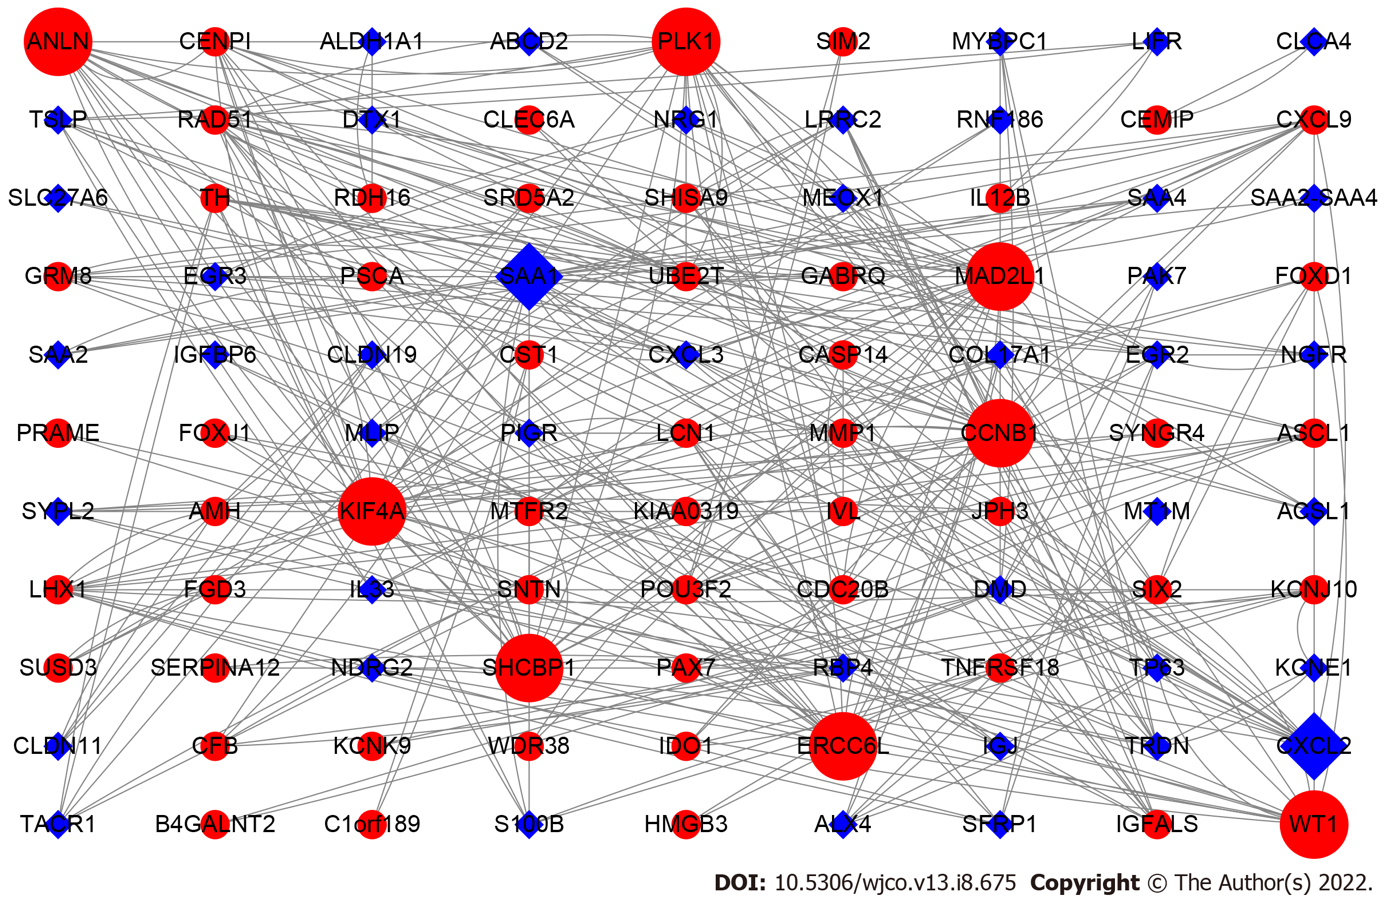 ANLN CENPI ALDH1A1 ABCD2 PLK1 SIM2 MYBPC1 LIFR CLCA4
TSLP RAD51 DTX1 CLEC6A NRG1 LRRC2 RNF186 CEMIP CXCL9
SLC27A6 TH RDH16 SRD5A2 SHISA9 MEOX1 IL12B SAA4 SAA2-SAA4
GRM8 EGR3 PSCA SAA1 UBE2T GABRQ MAD2L1 PAK7 FOXD1
SAA2 IGFBP6 CLDN19 CST1 CXCL3 CASP14 COL17A1 EGR2 NGFR
PRAME FOXJ1 MLIP PIGR LCN1 MMP1 CCNB1 SYNGR4 ASCL1
SYPL2 AMH KIF4A MTFR2 KIAA0319 IVL JPH3 MT1M ACSL1
LHX1 FGD3 IL33 SNTN POU3F2 CDC20B DMD SIX2 KCNJ10
SUSD3 SERPINA12 NDRG2 SHCBP1 PAX7 RBP4 TNFRSF18 TP63 KCNE1
CLDN11 CFB KCNK9 WDR38 IDO1 ERCC6L IGJ TRDN CXCL2
TACR1 B4GALNT2 C1orf189 S100B HMGB3 ALX4 SFRP1 IGFALS WT1
DOI: 10.5306/wjco.v13.i8.675 Copyright © The Author(s) 2022.